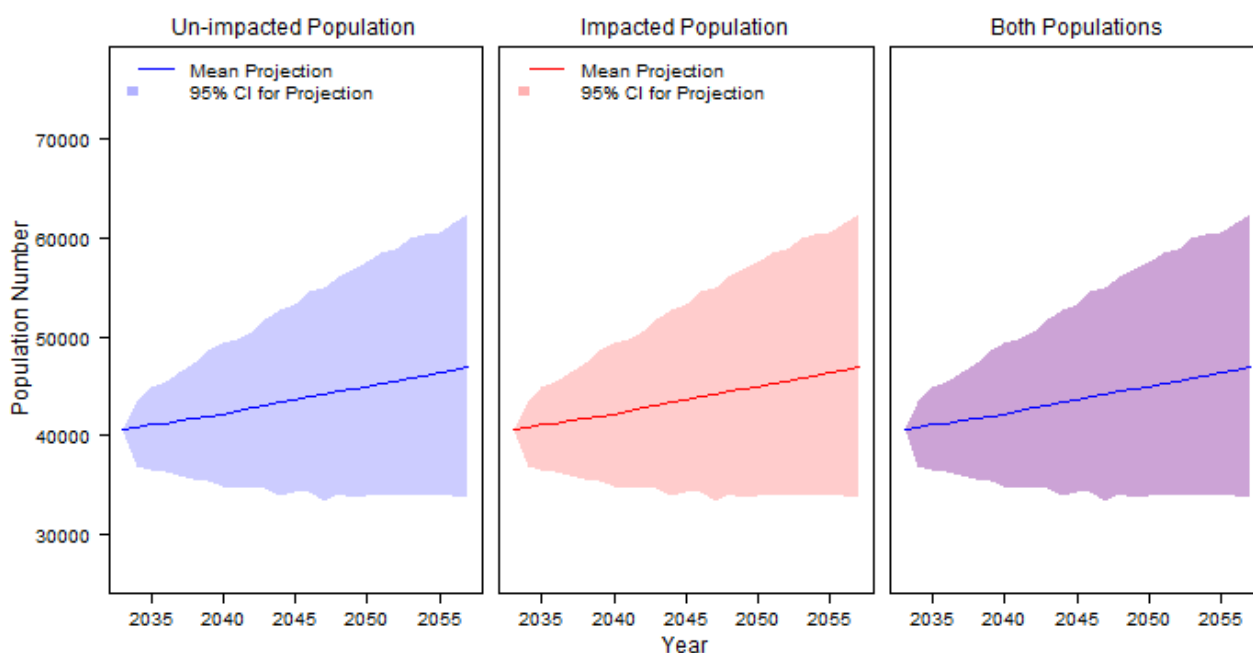 Un-impacted Population
Impacted Population
Both Populations
Mean Projection
95% CI for Projection
Mean Projection
95% CI for Projection
Population Number
70000
60000
50000
40000
30000
2035 2040 2045 2050 2055
2035 2040 2045 2050 2055
2035 2040 2045 2050 2055
Year